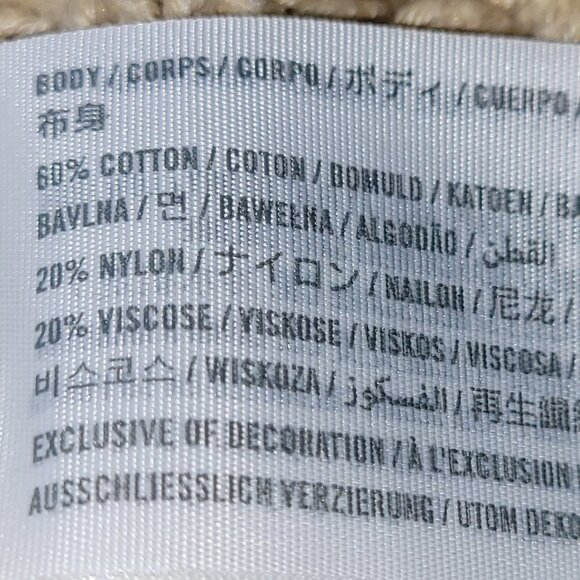 BODY / CORPS / CORPO / ボディ / CUERPO /
布身
60% COTTON / COTON / BOMULD / KATOEN / BA
BAVLNA / 면 / BAWEŁNA / ALGODÃO / القطن
20% NYLON / ナイロン / NAILON / 尼龙 /
20% VISCOSE / VISKOSE / VISKOS / VISCOSA /
비스코스 / WISKOZA / الفسكوز / 再生纖
EXCLUSIVE OF DECORATION / À L'EXCLUSION
AUSSCHLIESSLICH VERZIERUNG / UTOM DEKO